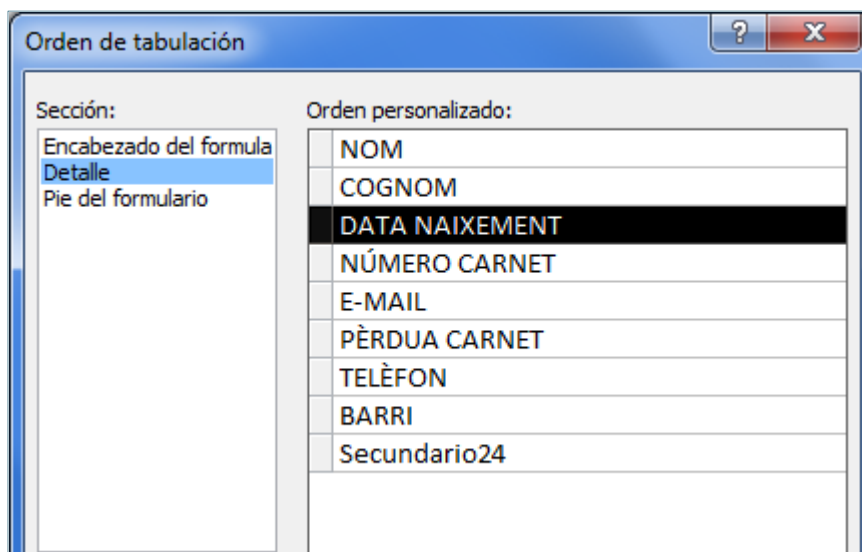 Orden de tabulación
Sección:
Encabezado del formula
Detalle
Pie del formulario
Orden personalizado:
NOM
COGNOM
DATA NAIXEMENT
NÚMERO CARNET
E-MAIL
PÈRDUA CARNET
TELÈFON
BARRI
Secundario24